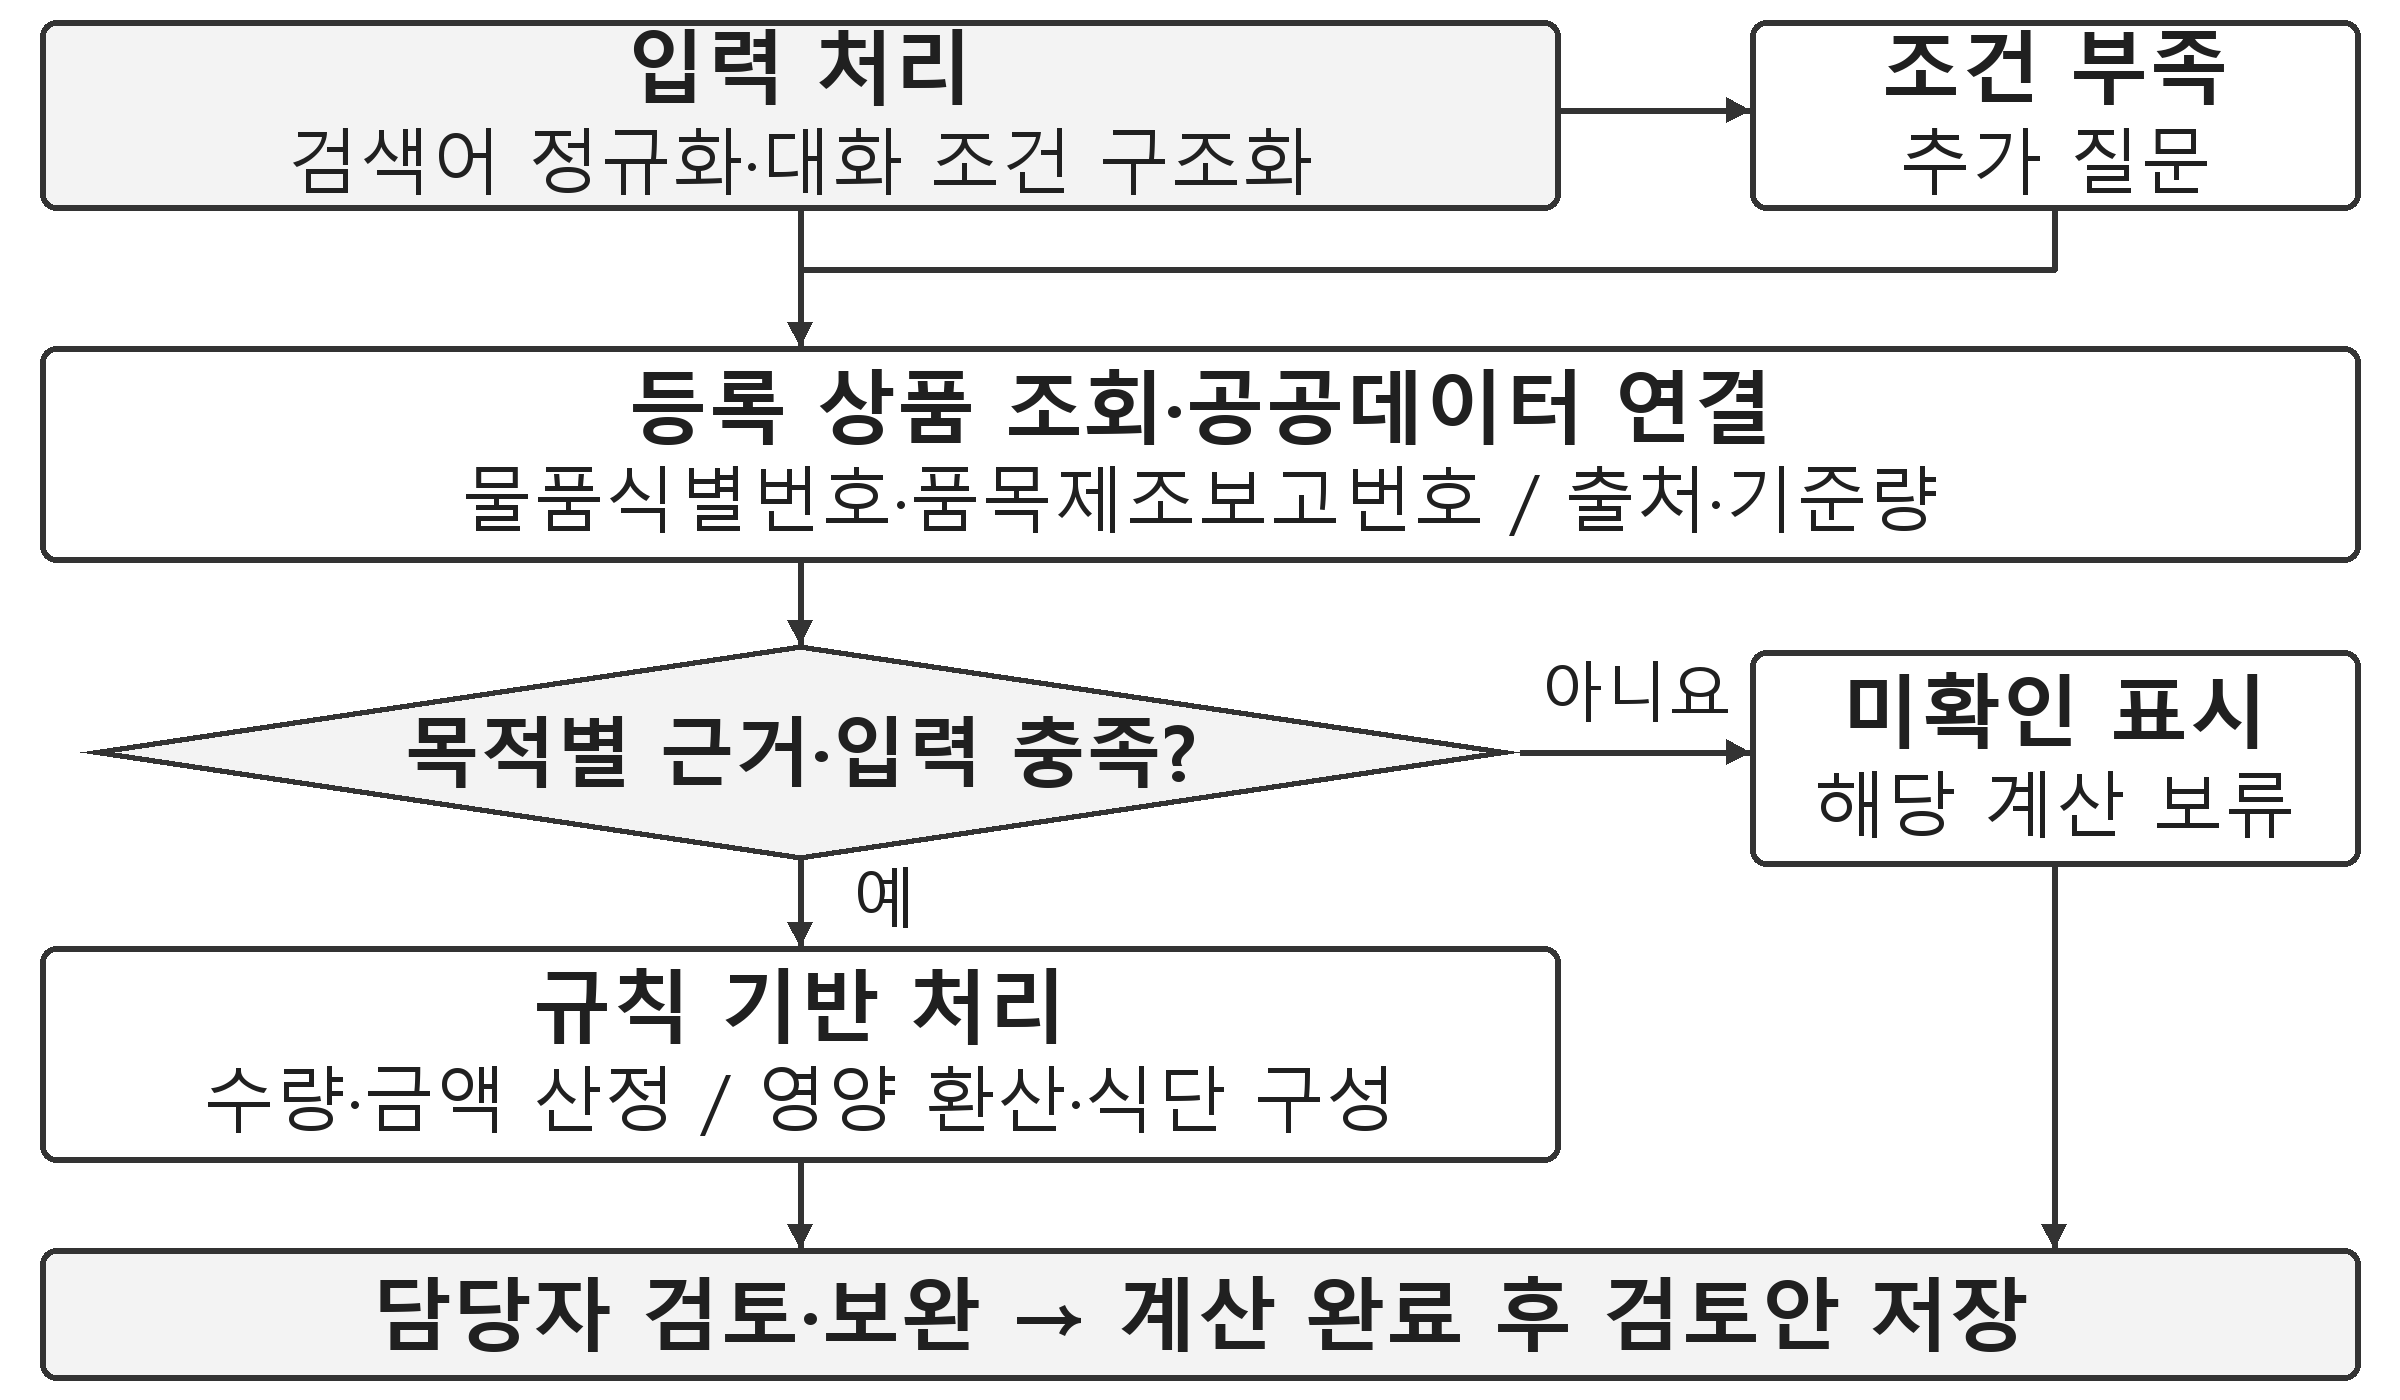 입력 처리
검색어 정규화·대화 조건 구조화
조건 부족
추가 질문
등록 상품 조회·공공데이터 연결
물품식별번호·품목제조보고번호 / 출처·기준량
목적별 근거·입력 충족?
아니요
미확인 표시
해당 계산 보류
예
규칙 기반 처리
수량·금액 산정 / 영양 환산·식단 구성
담당자 검토·보완 → 계산 완료 후 검토안 저장